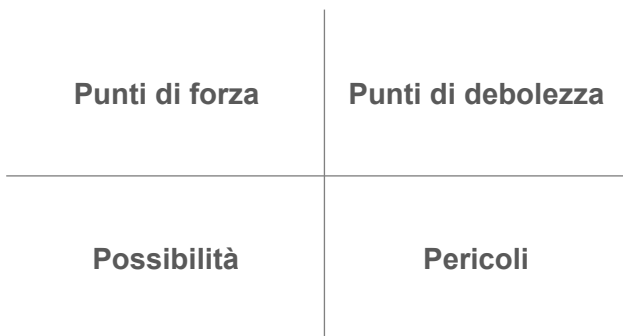 Punti di forza
Punti di debolezza
Possibilità
Pericoli